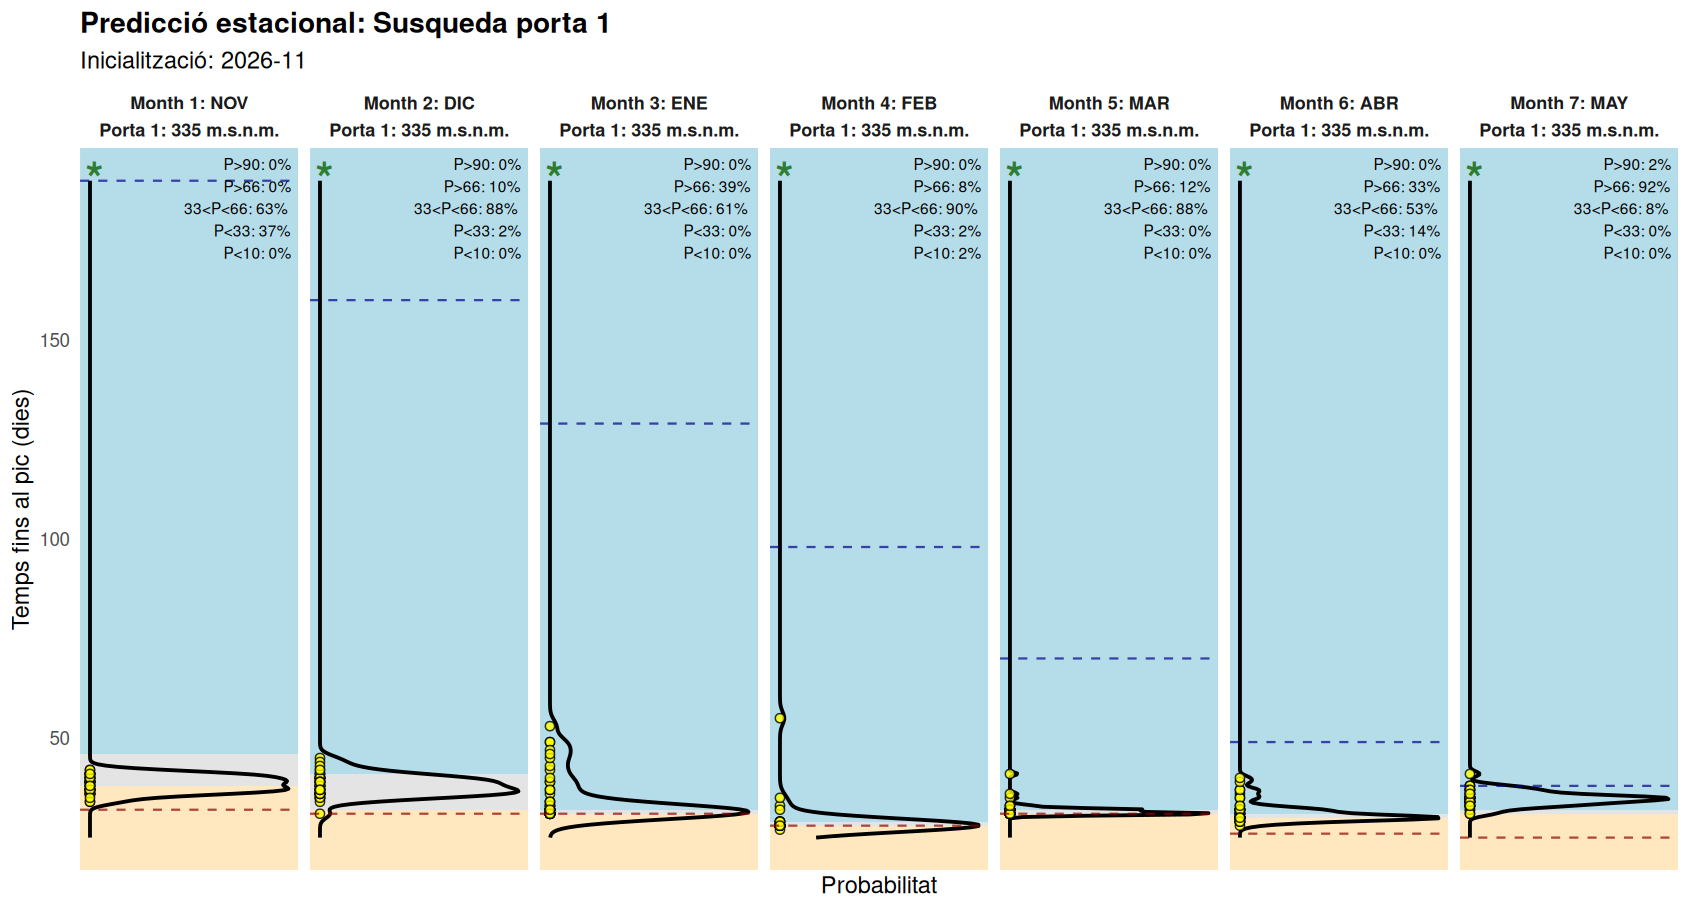 Predicció estacional: Susqueda porta 1
Inicialització: 2026-11
Month 1: NOV
Porta 1: 335 m.s.n.m.
Month 2: DIC
Porta 1: 335 m.s.n.m.
Month 3: ENE
Porta 1: 335 m.s.n.m.
Month 4: FEB
Porta 1: 335 m.s.n.m.
Month 5: MAR
Porta 1: 335 m.s.n.m.
Month 6: ABR
Porta 1: 335 m.s.n.m.
Month 7: MAY
Porta 1: 335 m.s.n.m.
*
P>90: 0%
P>66: 0%
33<P<66: 63%
P<33: 37%
P<10: 0%
*
P>90: 0%
P>66: 10%
33<P<66: 88%
P<33: 2%
P<10: 0%
*
P>90: 0%
P>66: 39%
33<P<66: 61%
P<33: 0%
P<10: 0%
*
P>90: 0%
P>66: 8%
33<P<66: 90%
P<33: 2%
P<10: 2%
*
P>90: 0%
P>66: 12%
33<P<66: 88%
P<33: 0%
P<10: 0%
*
P>90: 0%
P>66: 33%
33<P<66: 53%
P<33: 14%
P<10: 0%
*
P>90: 2%
P>66: 92%
33<P<66: 8%
P<33: 0%
P<10: 0%
150
100
50
Temps fins al pic (dies)
Probabilitat